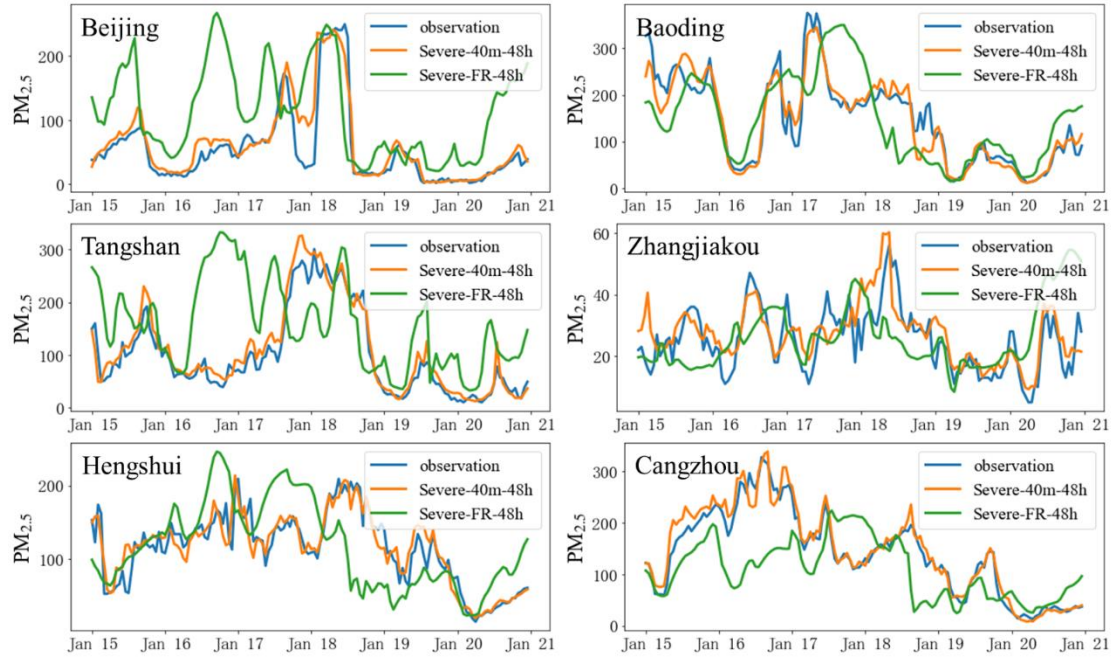 Beijing
observation
Severe-40m-48h
Severe-FR-48h
PM2.5
200
100
0
Jan 15 Jan 16 Jan 17 Jan 18 Jan 19 Jan 20 Jan 21
Baoding
observation
Severe-40m-48h
Severe-FR-48h
PM2.5
300
200
100
0
Jan 15 Jan 16 Jan 17 Jan 18 Jan 19 Jan 20 Jan 21
Tangshan
observation
Severe-40m-48h
Severe-FR-48h
PM2.5
300
200
100
0
Jan 15 Jan 16 Jan 17 Jan 18 Jan 19 Jan 20 Jan 21
Zhangjiakou
observation
Severe-40m-48h
Severe-FR-48h
PM2.5
60
40
20
Jan 15 Jan 16 Jan 17 Jan 18 Jan 19 Jan 20 Jan 21
Hengshui
observation
Severe-40m-48h
Severe-FR-48h
PM2.5
200
100
Jan 15 Jan 16 Jan 17 Jan 18 Jan 19 Jan 20 Jan 21
Cangzhou
observation
Severe-40m-48h
Severe-FR-48h
PM2.5
300
200
100
0
Jan 15 Jan 16 Jan 17 Jan 18 Jan 19 Jan 20 Jan 21